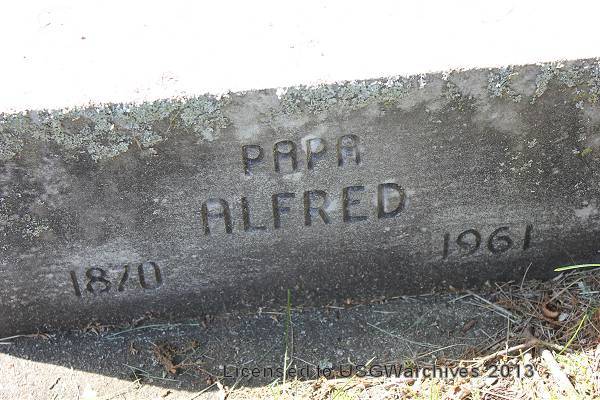 PAPA
ALFRED
1870 1961
Licensed to USGWarchives 2013